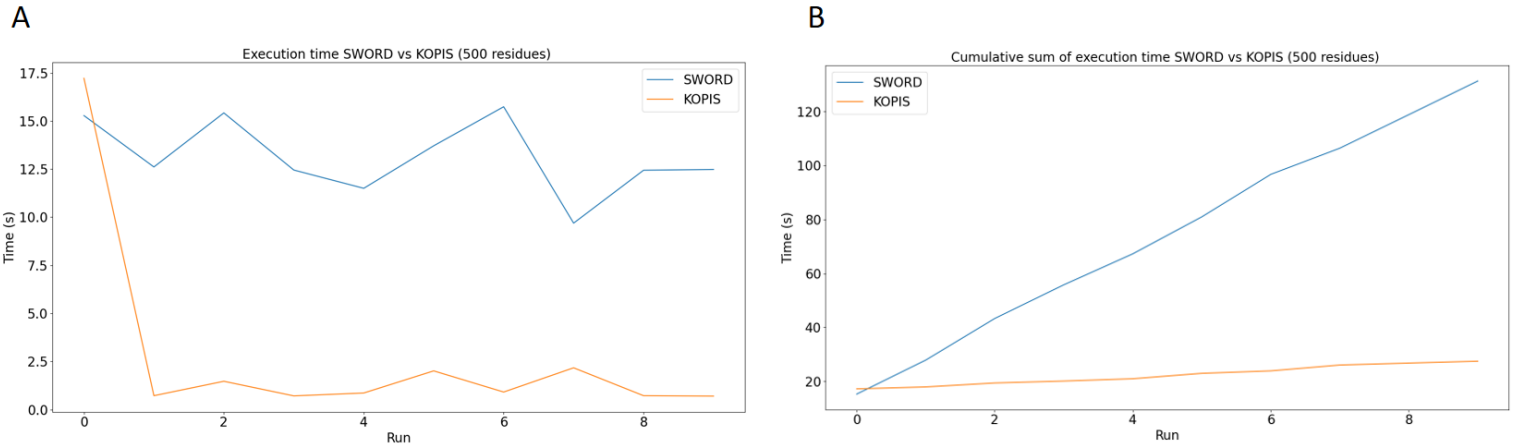 A
Execution time SWORD vs KOPIS (500 residues)
17.5
15.0
12.5
10.0
7.5
5.0
2.5
0.0
Time (s)
SWORD
KOPIS
0
2
4
6
8
Run
B
Cumulative sum of execution time SWORD vs KOPIS (500 residues)
SWORD
KOPIS
120
100
80
60
40
20
Time (s)
0
2
4
6
8
Run